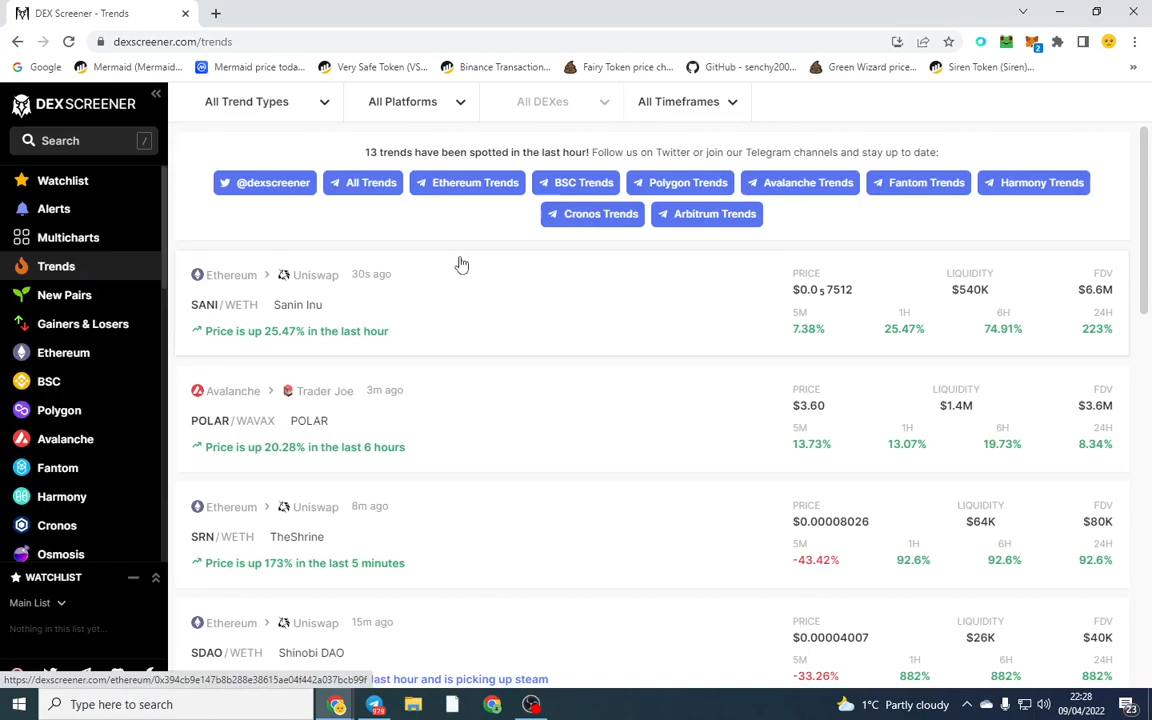 DEX Screener - Trends
dexscreener.com/trends
Google
Mermaid (Mermaid...
Mermaid price toda...
Very Safe Token (VS...
Binance Transaction...
Fairy Token price ch...
GitHub - senchy200...
Green Wizard price...
Siren Token (Siren)...
»
DEXSCREENER
Search /
Watchlist
Alerts
Multicharts
Trends
New Pairs
Gainers & Losers
Ethereum
BSC
Polygon
Avalanche
Fantom
Harmony
Cronos
Osmosis
WATCHLIST
Main List
Nothing in this list yet...
All Trend Types
All Platforms
All DEXes
All Timeframes
13 trends have been spotted in the last hour! Follow us on Twitter or join our Telegram channels and stay up to date:
@dexscreener
All Trends
Ethereum Trends
BSC Trends
Polygon Trends
Avalanche Trends
Fantom Trends
Harmony Trends
Cronos Trends
Arbitrum Trends
Ethereum > Uniswap 30s ago
SANI/WETH Sanin Inu
Price is up 25.47% in the last hour
PRICE LIQUIDITY FDV
$0.0₅7512 $540K $6.6M
5M 1H 6H 24H
7.38% 25.47% 74.91% 223%
Avalanche > Trader Joe 3m ago
POLAR/WAVAX POLAR
Price is up 20.28% in the last 6 hours
PRICE LIQUIDITY FDV
$3.60 $1.4M $3.6M
5M 1H 6H 24H
13.73% 13.07% 19.73% 8.34%
Ethereum > Uniswap 8m ago
SRN/WETH TheShrine
Price is up 173% in the last 5 minutes
PRICE LIQUIDITY FDV
$0.00008026 $64K $80K
5M 1H 6H 24H
-43.42% 92.6% 92.6% 92.6%
Ethereum > Uniswap 15m ago
SDAO/WETH Shinobi DAO
last hour and is picking up steam
PRICE LIQUIDITY FDV
$0.00004007 $26K $40K
5M 1H 6H 24H
-33.26% 882% 882% 882%
https://dexscreener.com/ethereum/0x394cb9e147b8b288e38615ae04f442a037bcb99f
Type here to search
979
1°C Partly cloudy
22:28
09/04/2022
23
2